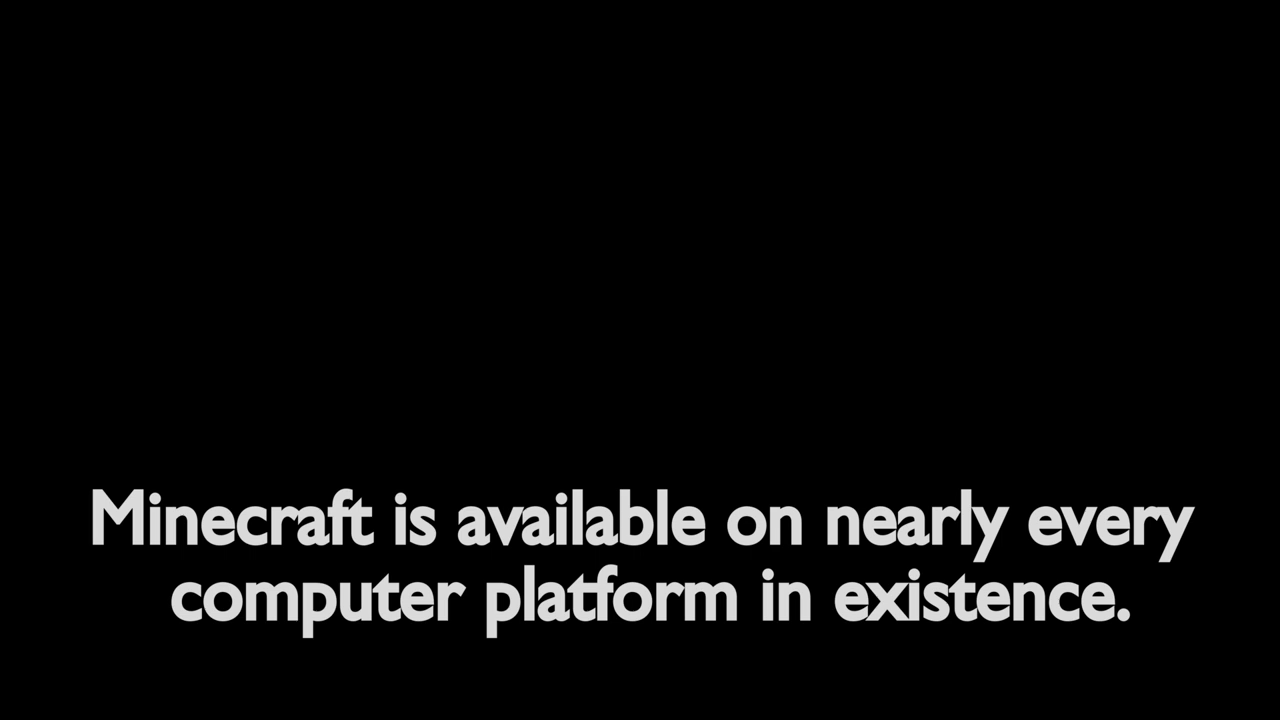 Minecraft is available on nearly every
computer platform in existence.